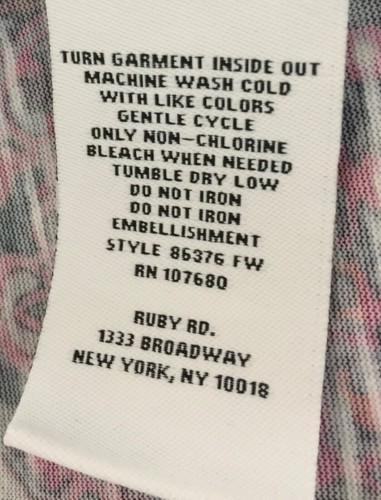 TURN GARMENT INSIDE OUT
MACHINE WASH COLD
WITH LIKE COLORS
GENTLE CYCLE
ONLY NON-CHLORINE
BLEACH WHEN NEEDED
TUMBLE DRY LOW
DO NOT IRON
DO NOT IRON
EMBELLISHMENT
STYLE 86376 FW
RN 107680
RUBY RD.
1333 BROADWAY
NEW YORK, NY 10018